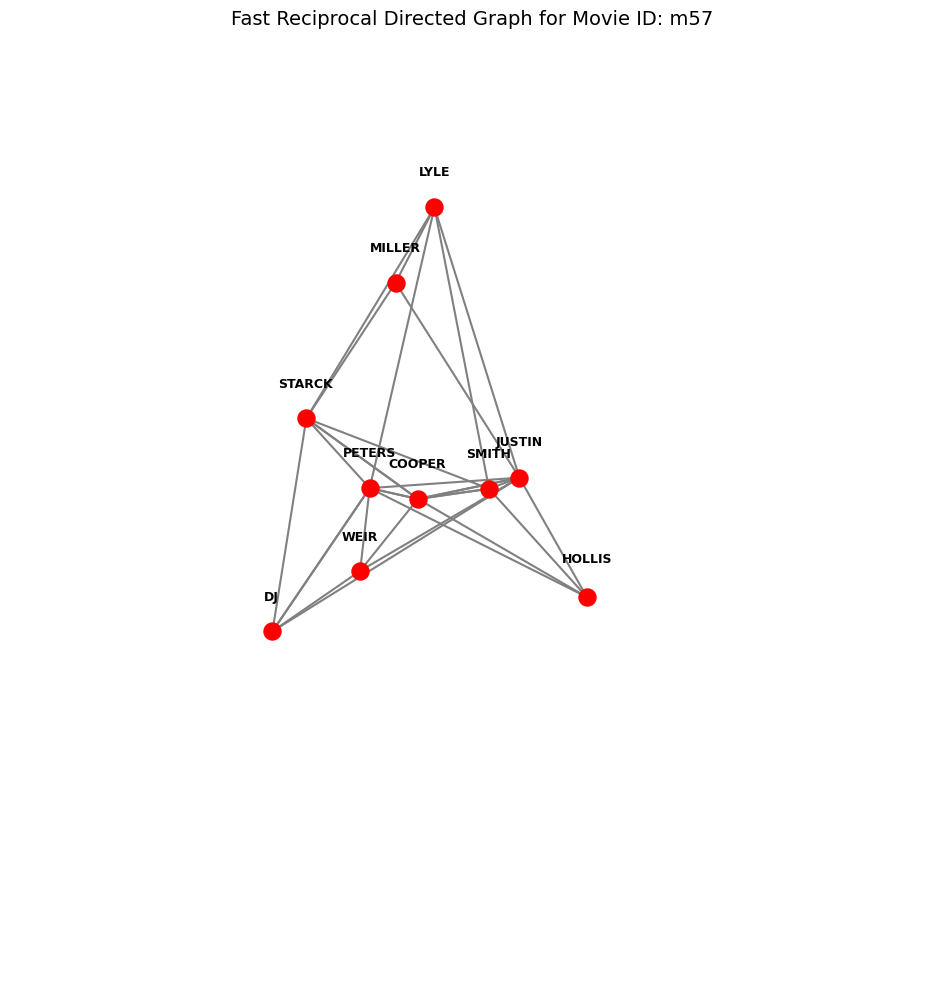 Fast Reciprocal Directed Graph for Movie ID: m57
LYLE
MILLER
STARCK
JUSTIN
PETERS
SMITH
COOPER
WEIR
HOLLIS
DJ